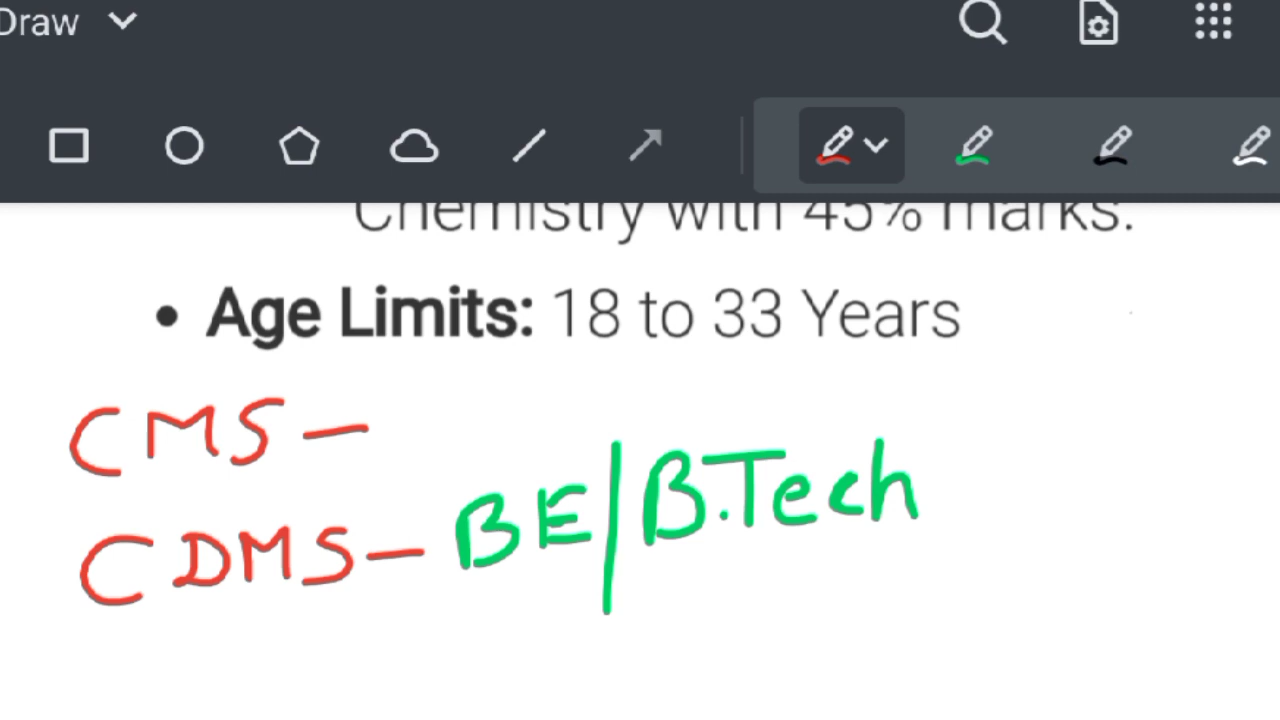 Draw
Chemistry with 45% marks.
• Age Limits: 18 to 33 Years
CMS -
CDMS - BE/B.Tech